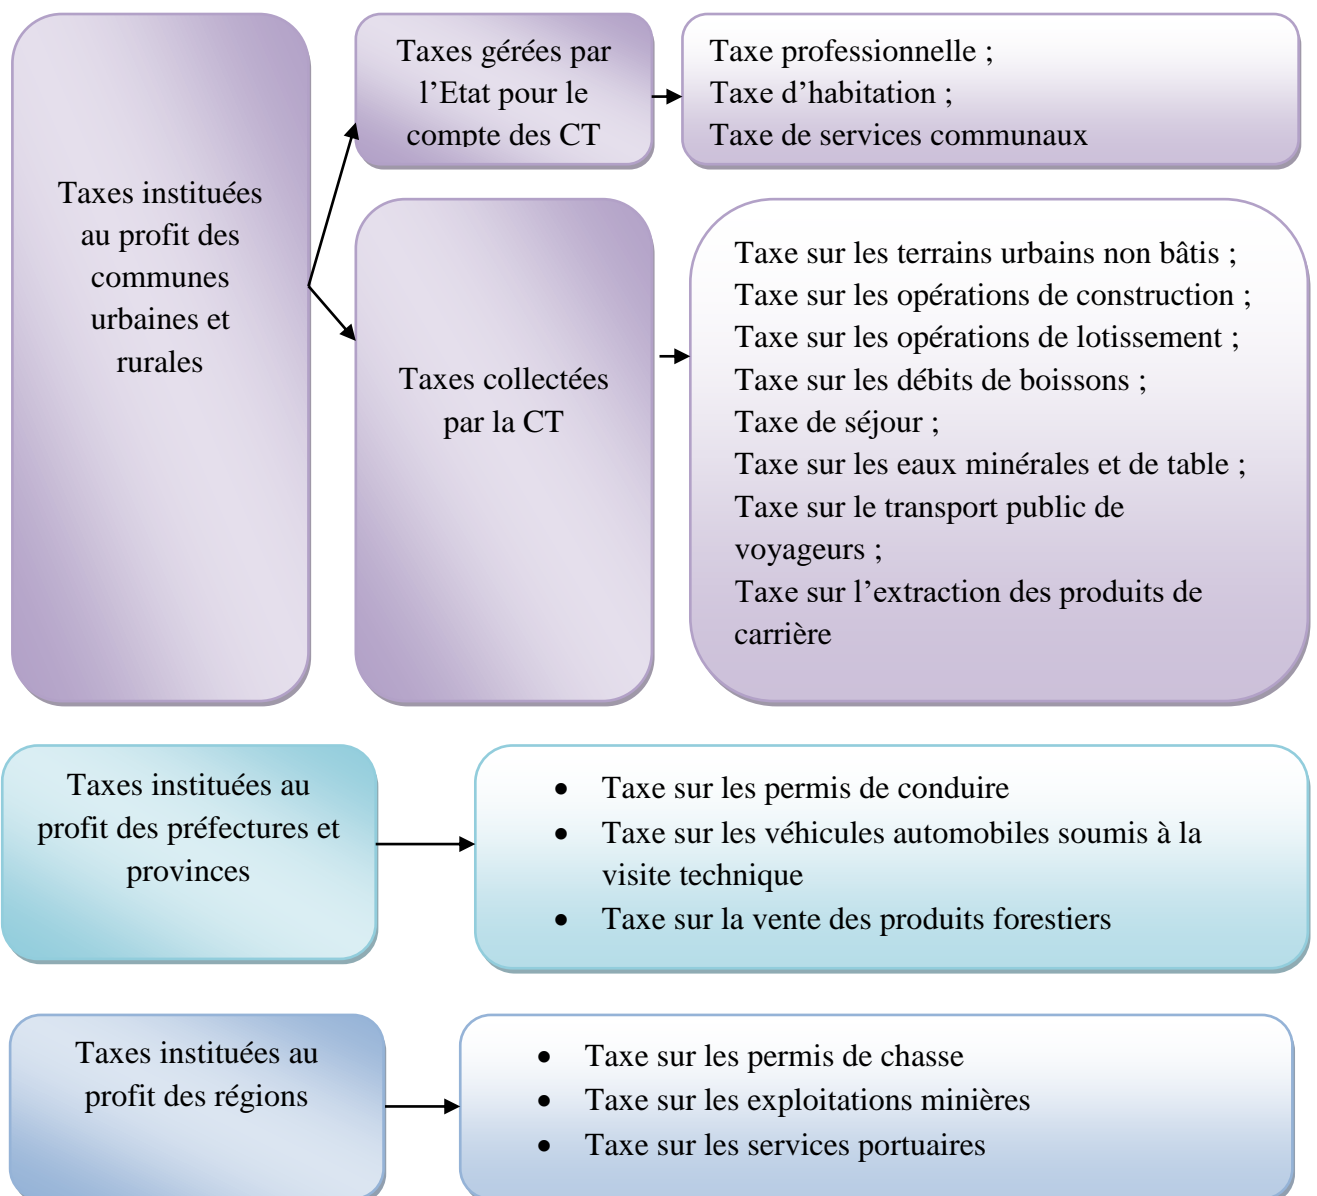 Taxes instituées
au profit des
communes
urbaines et
rurales
Taxes gérées par
l’Etat pour le
compte des CT
Taxe professionnelle ;
Taxe d’habitation ;
Taxe de services communaux
Taxes collectées
par la CT
Taxe sur les terrains urbains non bâtis ;
Taxe sur les opérations de construction ;
Taxe sur les opérations de lotissement ;
Taxe sur les débits de boissons ;
Taxe de séjour ;
Taxe sur les eaux minérales et de table ;
Taxe sur le transport public de
voyageurs ;
Taxe sur l’extraction des produits de
carrière
Taxes instituées au
profit des préfectures et
provinces
• Taxe sur les permis de conduire
• Taxe sur les véhicules automobiles soumis à la
visite technique
• Taxe sur la vente des produits forestiers
Taxes instituées au
profit des régions
• Taxe sur les permis de chasse
• Taxe sur les exploitations minières
• Taxe sur les services portuaires